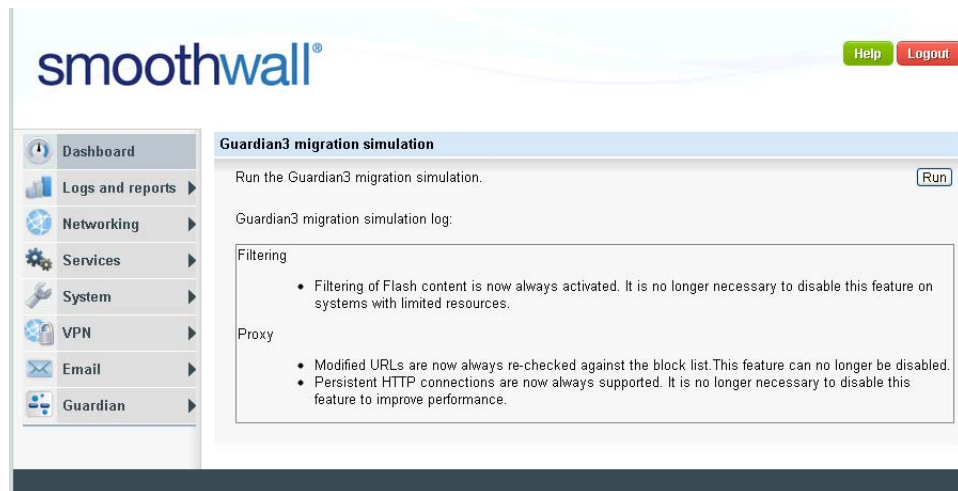 smoothwall®
Help
Logout
Dashboard
Logs and reports
Networking
Services
System
VPN
Email
Guardian
Guardian3 migration simulation
Run the Guardian3 migration simulation.
Run
Guardian3 migration simulation log:
Filtering
• Filtering of Flash content is now always activated. It is no longer necessary to disable this feature on
systems with limited resources.
Proxy
• Modified URLs are now always re-checked against the block list.This feature can no longer be disabled.
• Persistent HTTP connections are now always supported. It is no longer necessary to disable this
feature to improve performance.